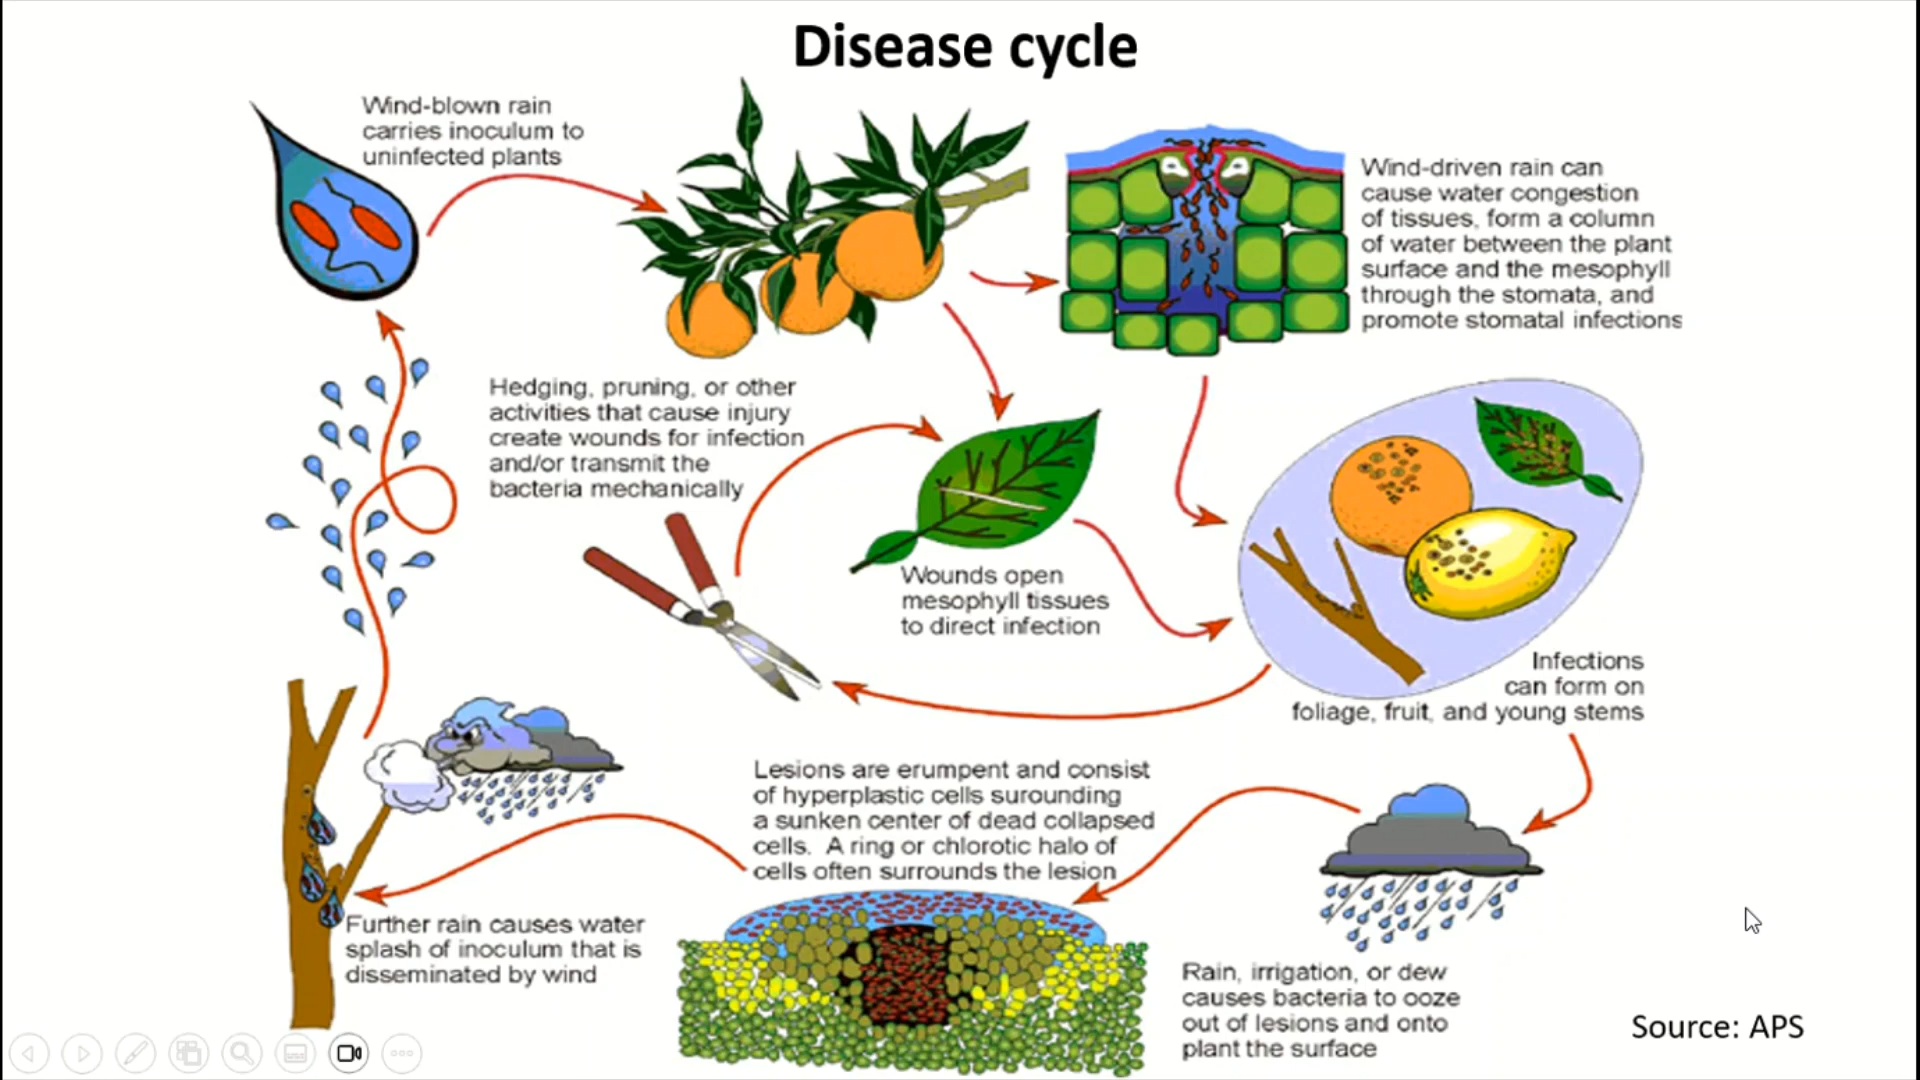 Disease cycle
Wind-blown rain
carries inoculum to
uninfected plants
Wind-driven rain can
cause water congestion
of tissues, form a column
of water between the plant
surface and the mesophyll
through the stomata, and
promote stomatal infections
Hedging, pruning, or other
activities that cause injury
create wounds for infection
and/or transmit the
bacteria mechanically
Wounds open
mesophyll tissues
to direct infection
Infections
can form on
foliage, fruit, and young stems
Lesions are erumpent and consist
of hyperplastic cells surounding
a sunken center of dead collapsed
cells. A ring or chlorotic halo of
cells often surrounds the lesion
Further rain causes water
splash of inoculum that is
disseminated by wind
Rain, irrigation, or dew
causes bacteria to ooze
out of lesions and onto
plant the surface
Source: APS